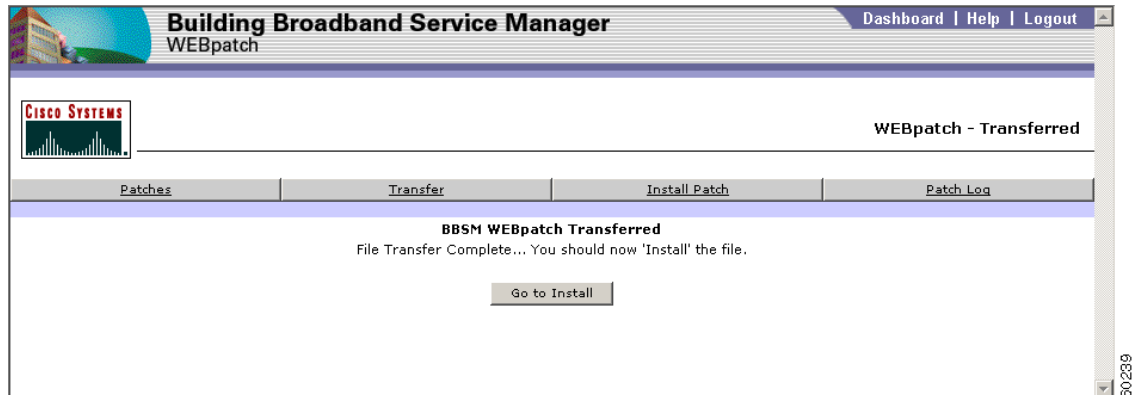 Building Broadband Service Manager
WEBpatch
Dashboard | Help | Logout
CISCO SYSTEMS
WEBpatch - Transferred
Patches
Transfer
Install Patch
Patch Log
BBSM WEBpatch Transferred
File Transfer Complete... You should now 'Install' the file.
Go to Install
60239